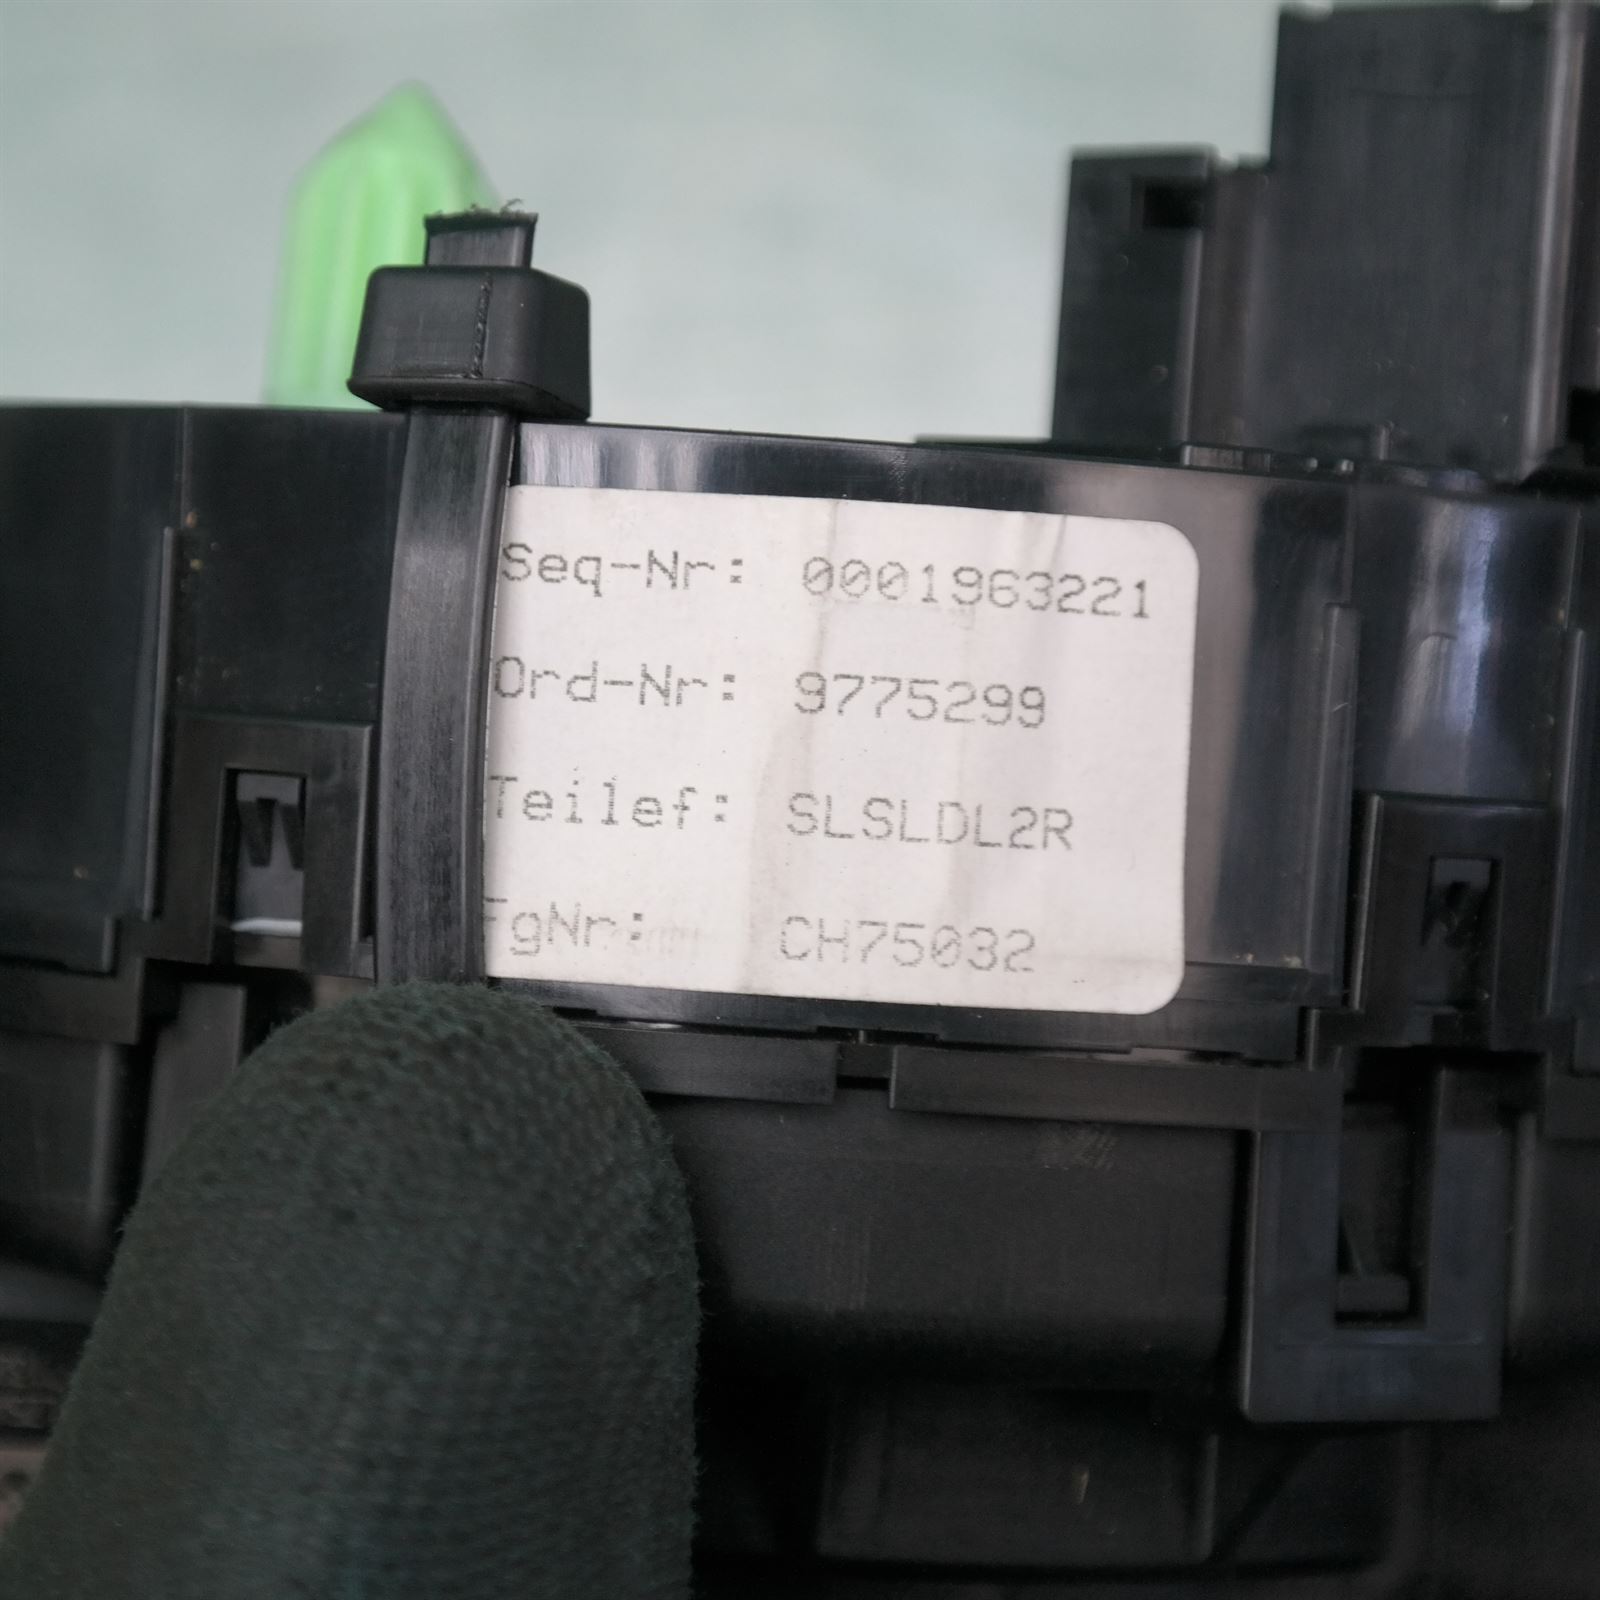 Seq-Nr: 0001963221
Ord-Nr: 9775299
Teilef: SLSLDL2R
FgNr: CH75032